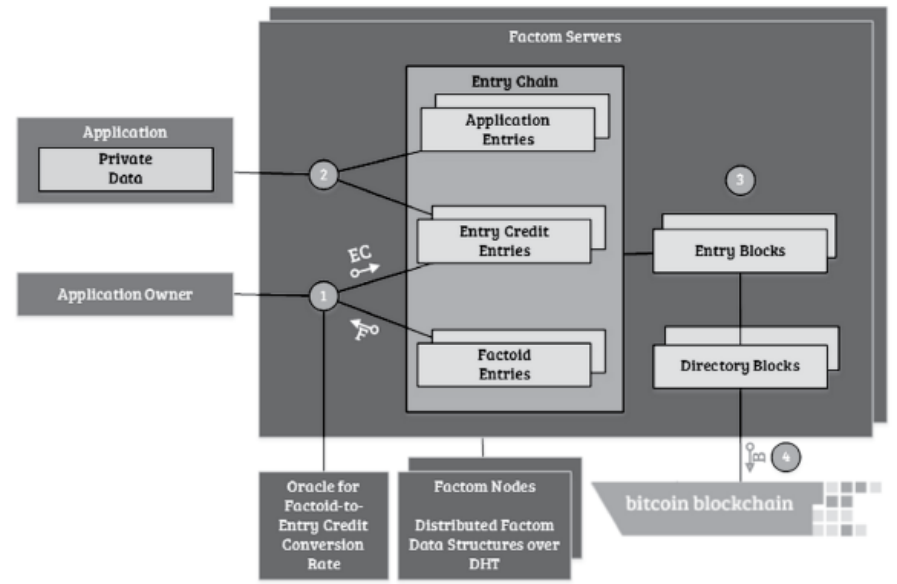 Factom Servers
Entry Chain
Application
Entries
Application
Private
Data
2
3
Entry Credit
Entries
Entry Blocks
EC
Application Owner
1
F
Factoid
Entries
Directory Blocks
B
4
Oracle for
Factoid-to-
Entry Credit
Conversion
Rate
Factom Nodes
Distributed Factom
Data Structures over
DHT
bitcoin blockchain